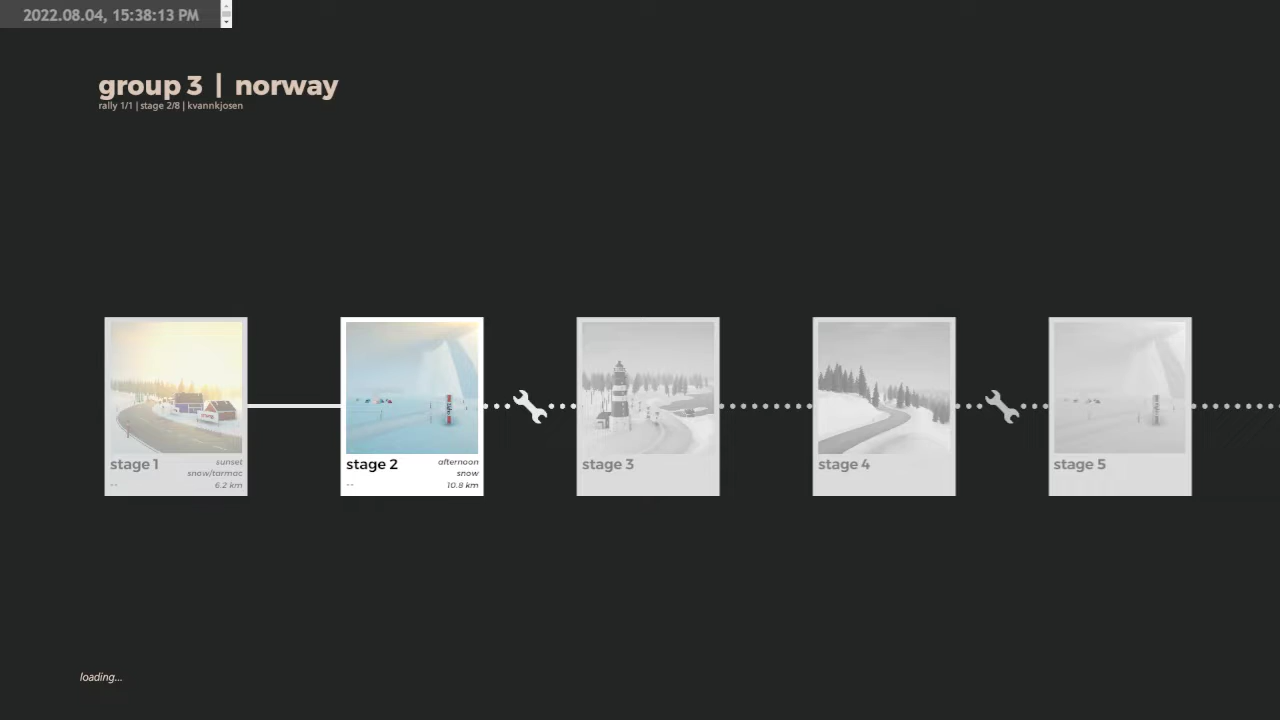 2022.08.04, 15:38:13 PM
group 3 | norway
rally 1/1 | stage 2/8 | kvannkjosen
stage 1
sunset
snow/tarmac
--
6.2 km
stage 2
afternoon
snow
--
10.8 km
stage 3
stage 4
stage 5
loading...